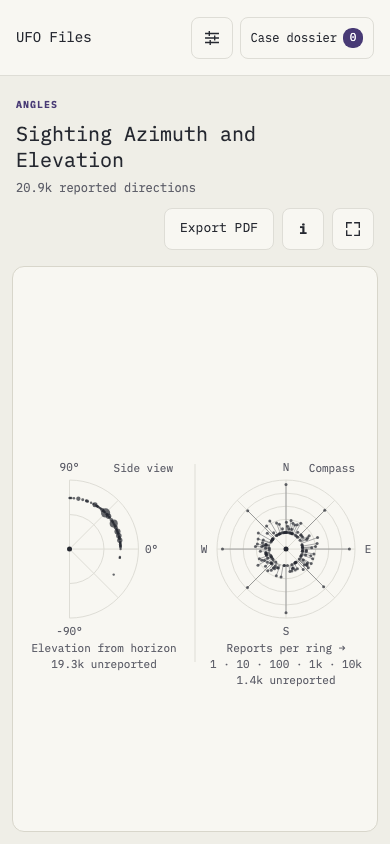 UFO Files
Case dossier 0
ANGLES
Sighting Azimuth and
Elevation
20.9k reported directions
Export PDF
i
90°
Side view
0°
-90°
Elevation from horizon
19.3k unreported
N
Compass
W
E
S
Reports per ring →
1 · 10 · 100 · 1k · 10k
1.4k unreported